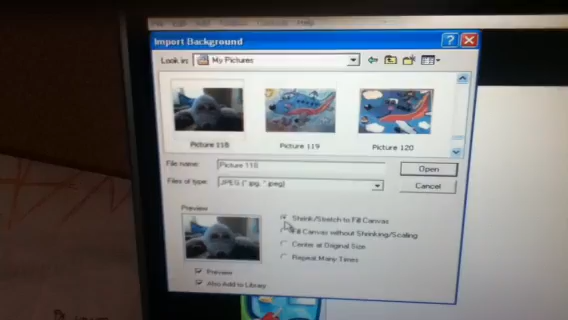 Import Background
Look in: My Pictures
Picture 118
Picture 119
Picture 120
File name: Picture 118
Open
Files of type: JPEG (*.jpg, *.jpeg)
Cancel
Preview
Shrink/Stretch to Fill Canvas
Fill Canvas without Shrinking/Scaling
Center at Original Size
Repeat Many Times
Preview
Also Add to Library